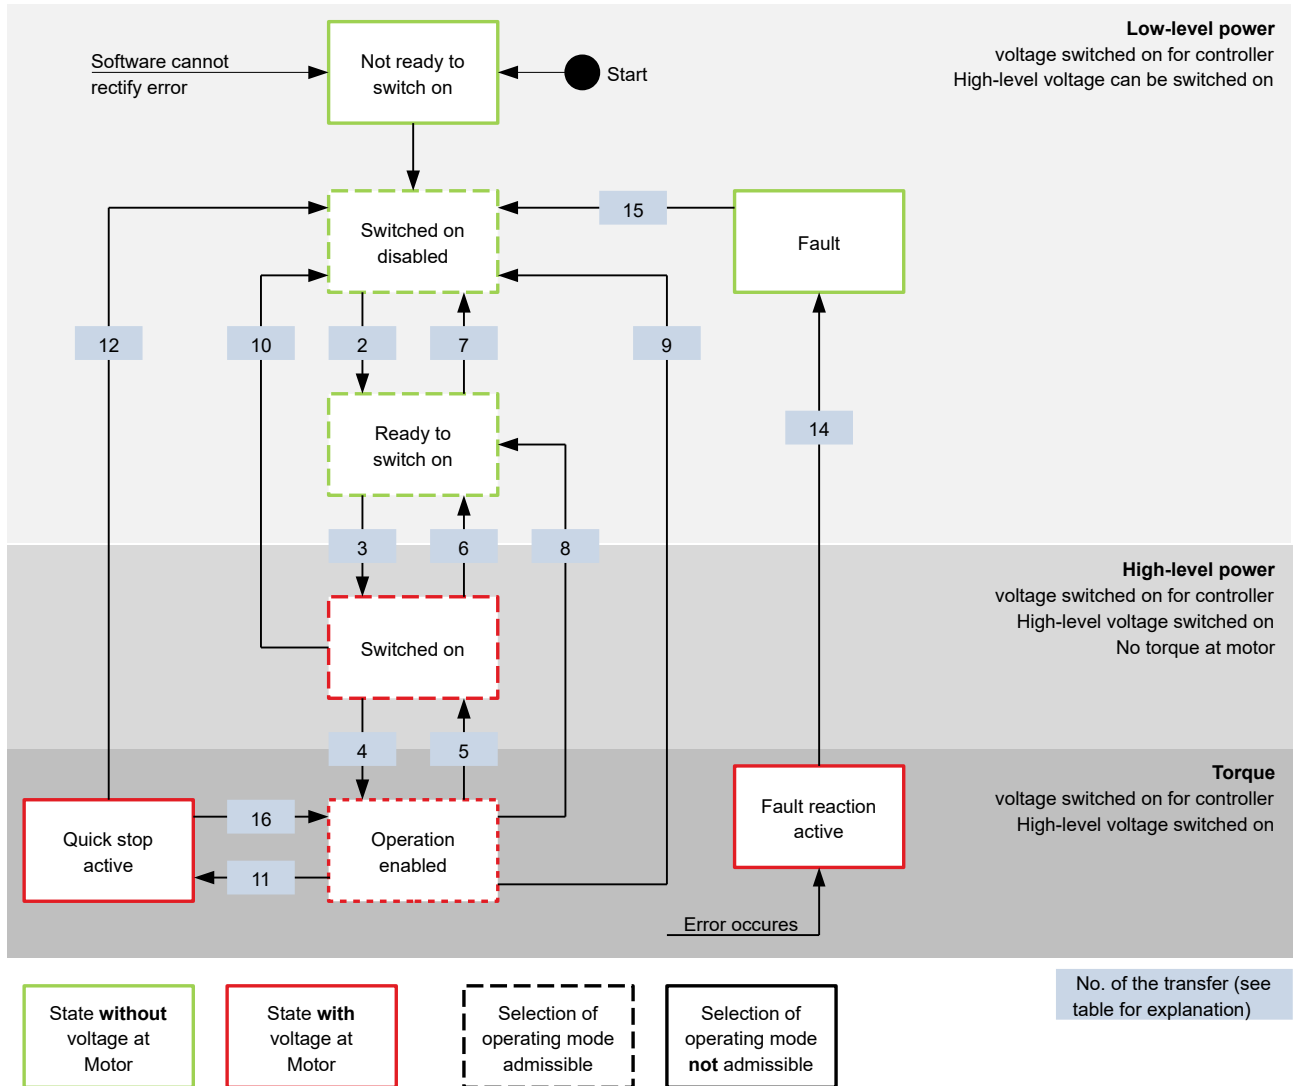 Low-level power
voltage switched on for controller
High-level voltage can be switched on
Software cannot
rectify error
Not ready to
switch on
Start
Switched on
disabled
15
Fault
12
10
2
7
9
Ready to
switch on
14
3
6
8
High-level power
voltage switched on for controller
High-level voltage switched on
No torque at motor
Switched on
4
5
Torque
voltage switched on for controller
High-level voltage switched on
Quick stop
active
16
11
Operation
enabled
Fault reaction
active
Error occures
State without
voltage at
Motor
State with
voltage at
Motor
Selection of
operating mode
admissible
Selection of
operating mode
not admissible
No. of the transfer (see
table for explanation)